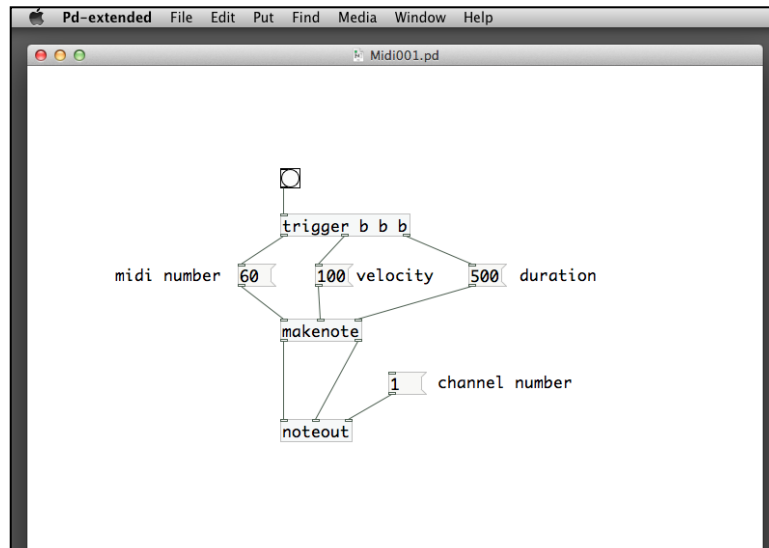 Pd-extended File Edit Put Find Media Window Help
Midi001.pd
trigger b b b
midi number 60 100 velocity 500 duration
makenote
1 channel number
noteout